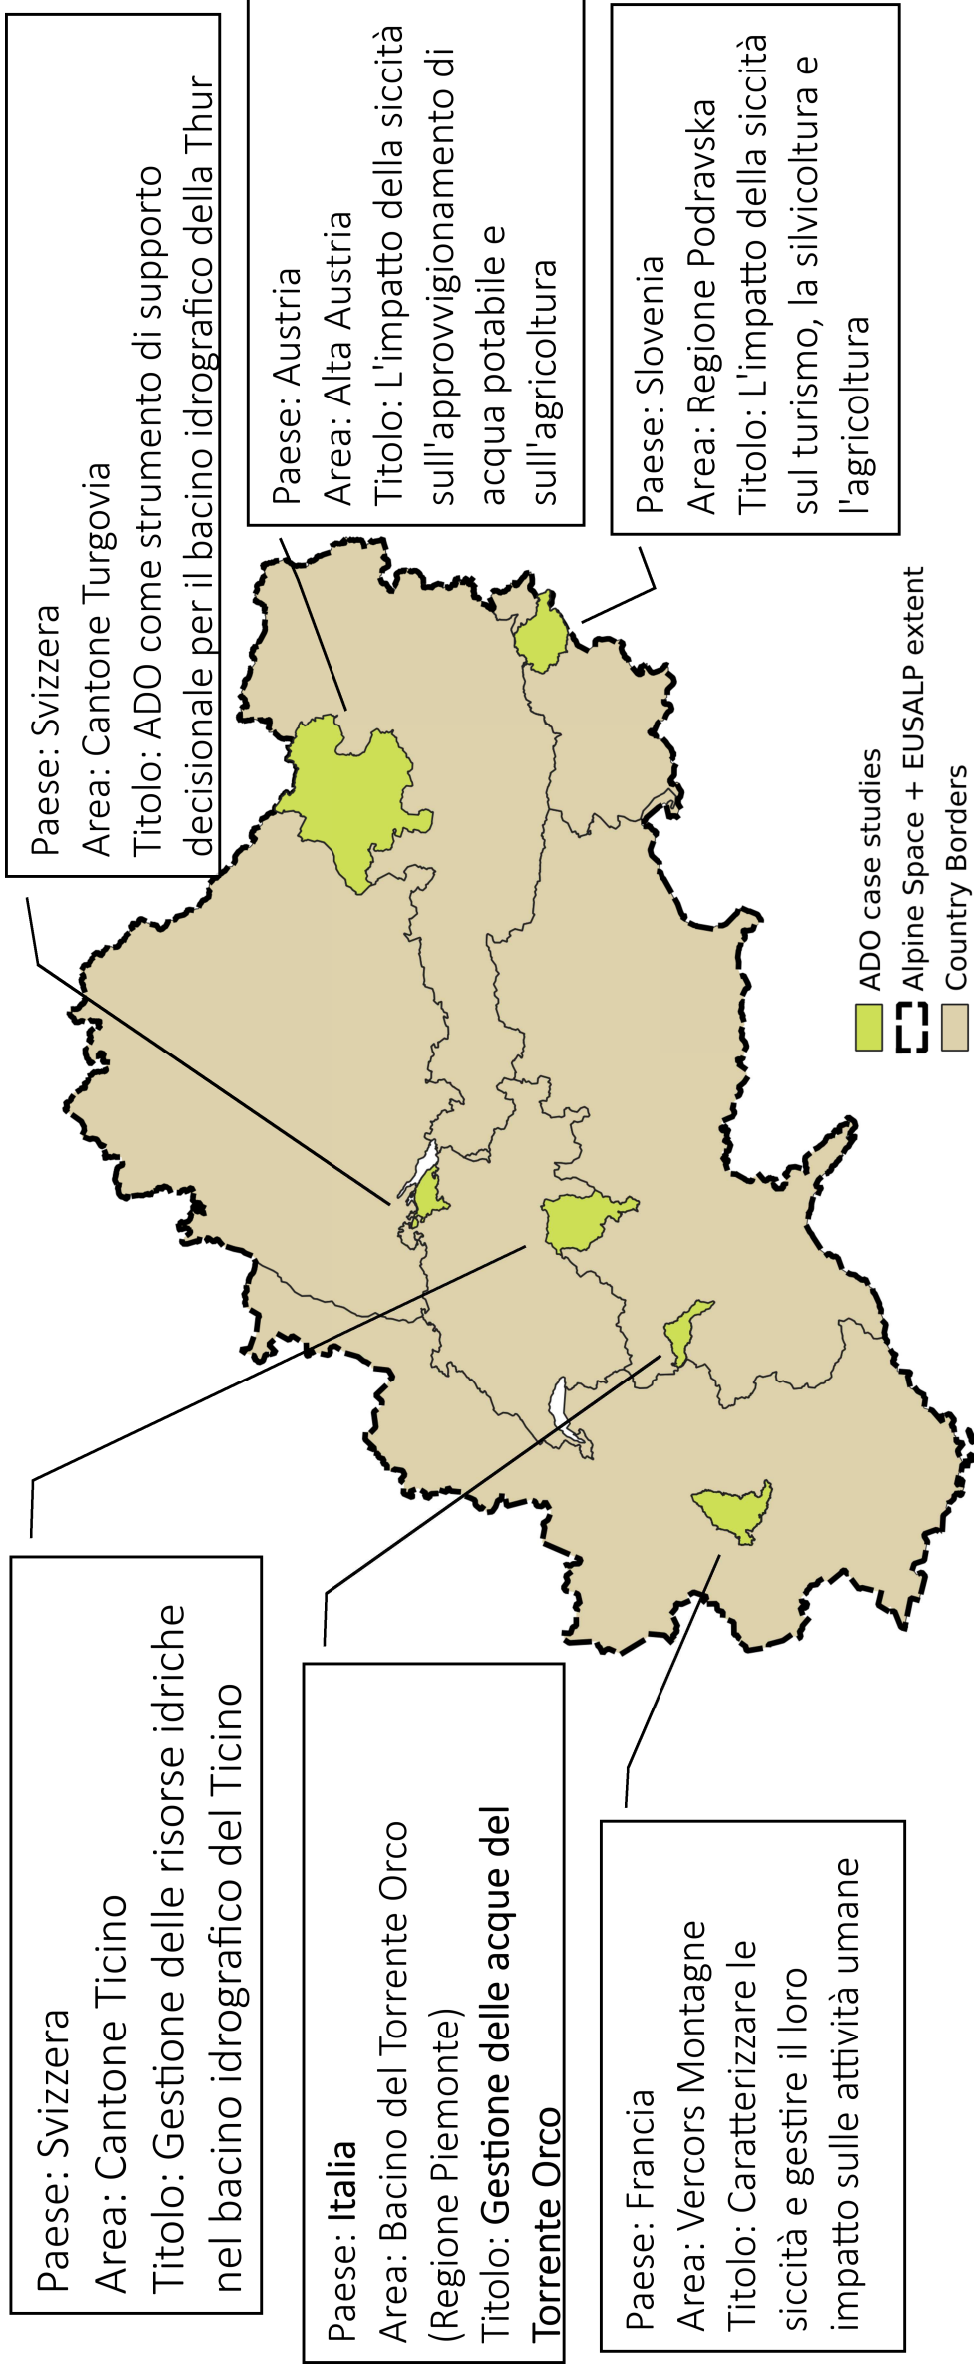 Paese: Svizzera
Area: Cantone Ticino
Titolo: Gestione delle risorse idriche
nel bacino idrografico del Ticino
Paese: Italia
Area: Bacino del Torrente Orco
(Regione Piemonte)
Titolo: Gestione delle acque del
Torrente Orco
Paese: Francia
Area: Vercors Montagne
Titolo: Caratterizzare le
siccità e gestire il loro
impatto sulle attività umane
Paese: Svizzera
Area: Cantone Turgovia
Titolo: ADO come strumento di supporto
decisionale per il bacino idrografico della Thur
Paese: Austria
Area: Alta Austria
Titolo: L'impatto della siccità
sull'approvvigionamento di
acqua potabile e
sull'agricoltura
Paese: Slovenia
Area: Regione Podravska
Titolo: L'impatto della siccità
sul turismo, la silvicoltura e
l'agricoltura
ADO case studies
Alpine Space + EUSALP extent
Country Borders